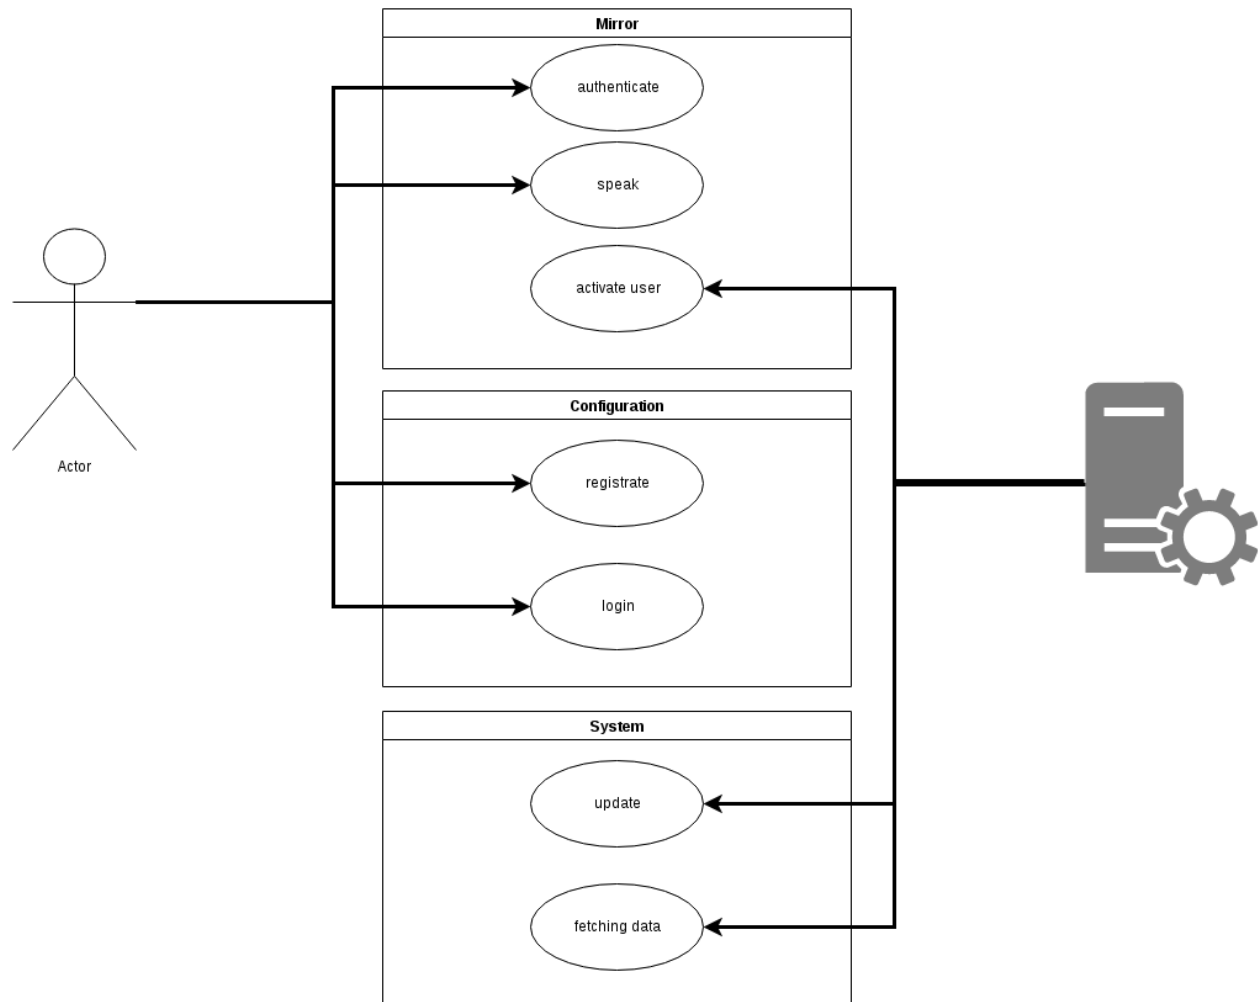 Mirror
authenticate
speak
activate user
Actor
Configuration
registrate
login
System
update
fetching data